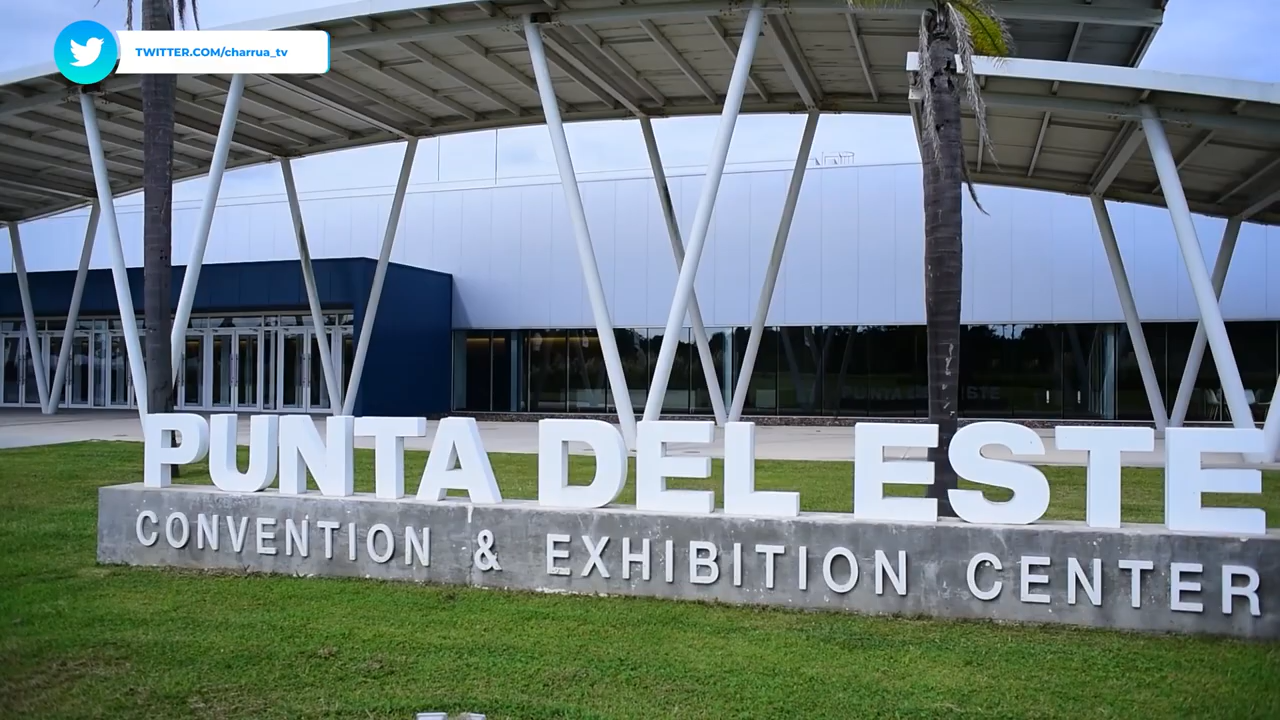 TWITTER.COM/charrua_tv
PUNTA DEL ESTE
CONVENTION & EXHIBITION CENTER